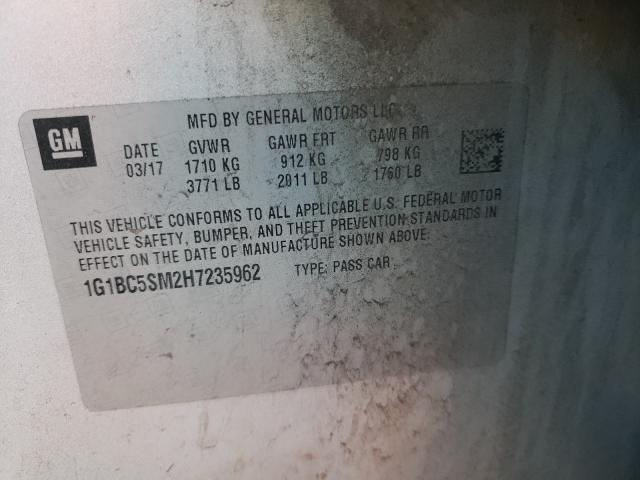 GM
MFD BY GENERAL MOTORS LLC
DATE GVWR GAWR FRT GAWR RR
03/17 1710 KG 912 KG 798 KG
3771 LB 2011 LB 1760 LB
THIS VEHICLE CONFORMS TO ALL APPLICABLE U.S. FEDERAL MOTOR
VEHICLE SAFETY, BUMPER, AND THEFT PREVENTION STANDARDS IN
EFFECT ON THE DATE OF MANUFACTURE SHOWN ABOVE.
1G1BC5SM2H7235962 TYPE: PASS CAR